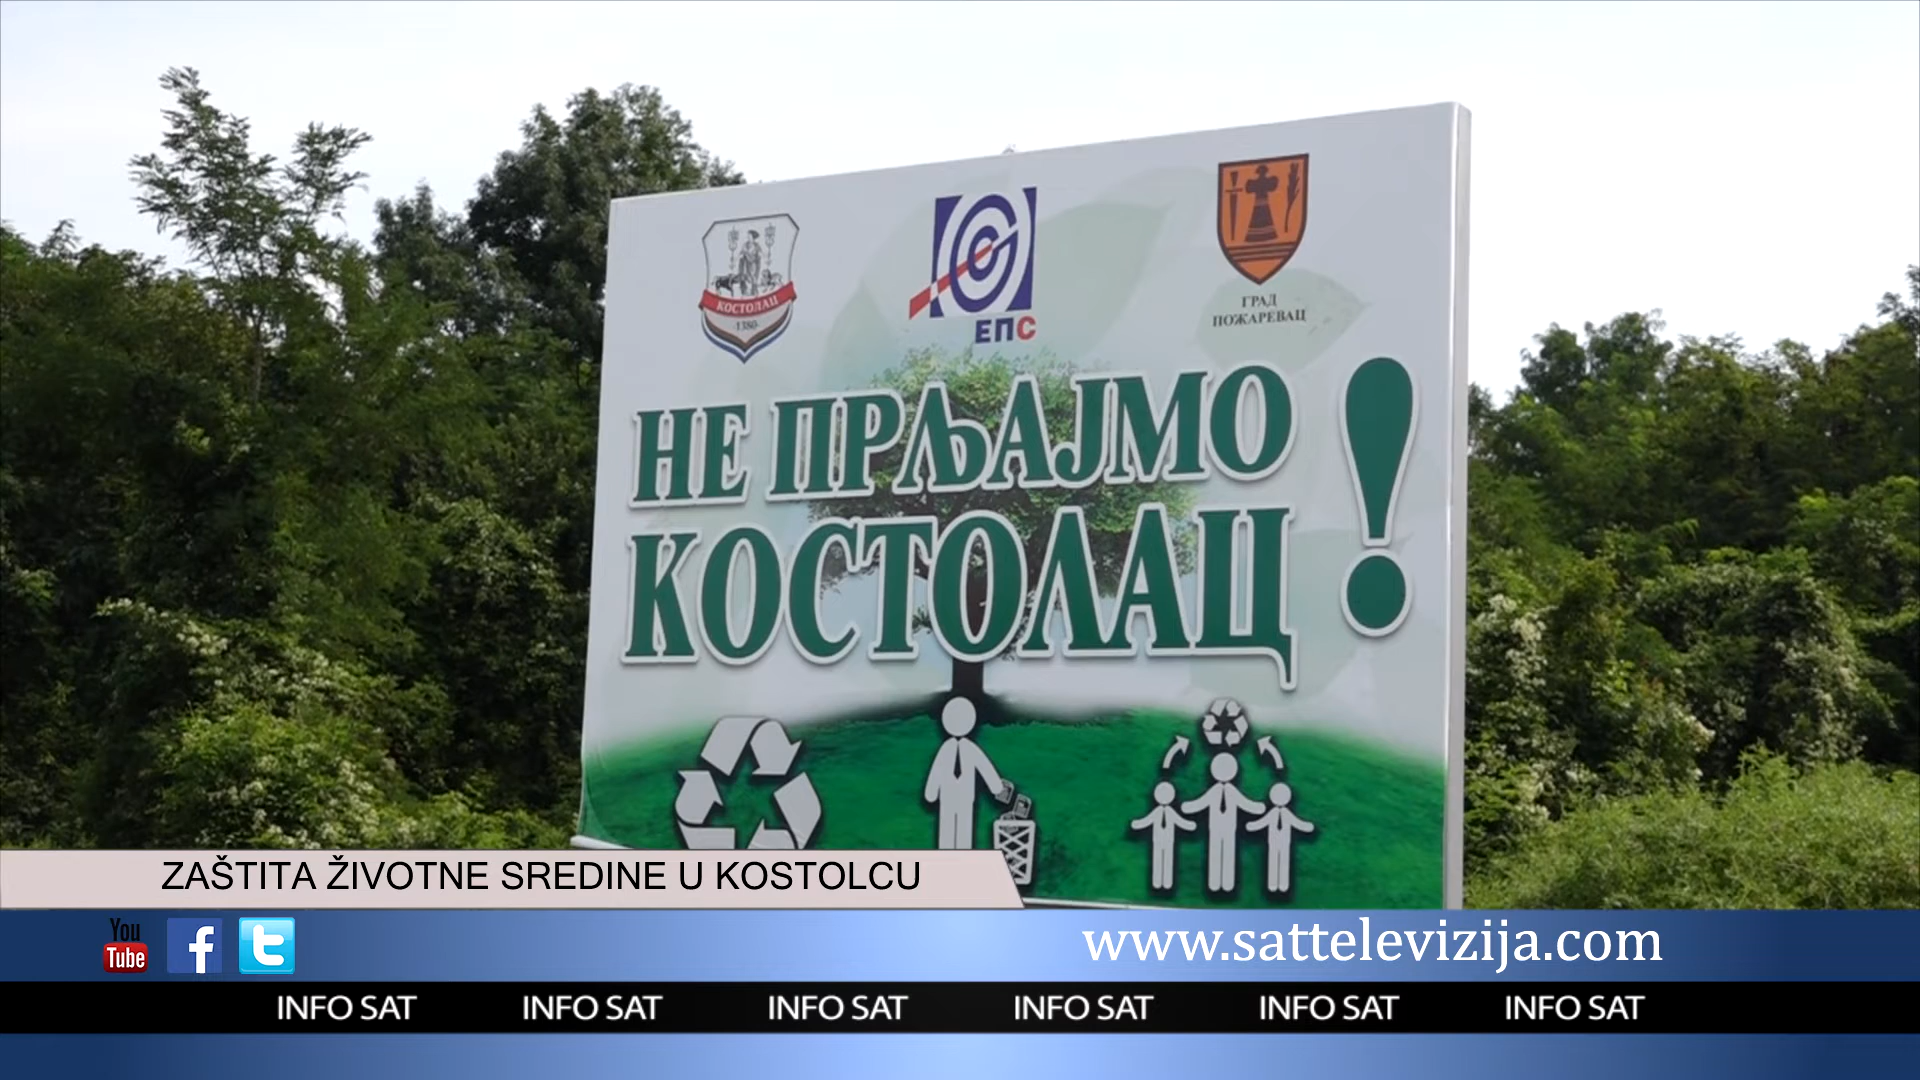 КОСТОЛАЦ
·1380·
ЕПС
ГРАД
ПОЖАРЕВАЦ
НЕ ПРЉАЈМО
КОСТОЛАЦ!
ZAŠTITA ŽIVOTNE SREDINE U KOSTOLCU
You
Tube
www.sattelevizija.com
INFO SAT INFO SAT INFO SAT INFO SAT INFO SAT INFO SAT